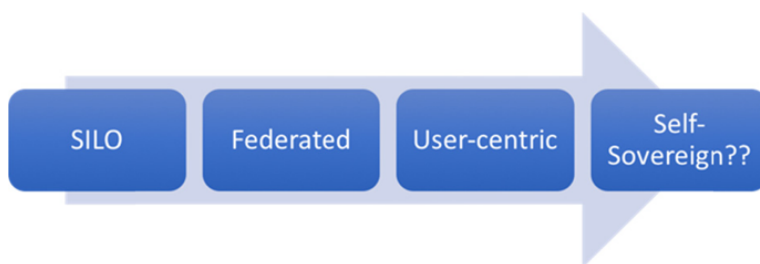 SILO
Federated
User-centric
Self-
Sovereign??